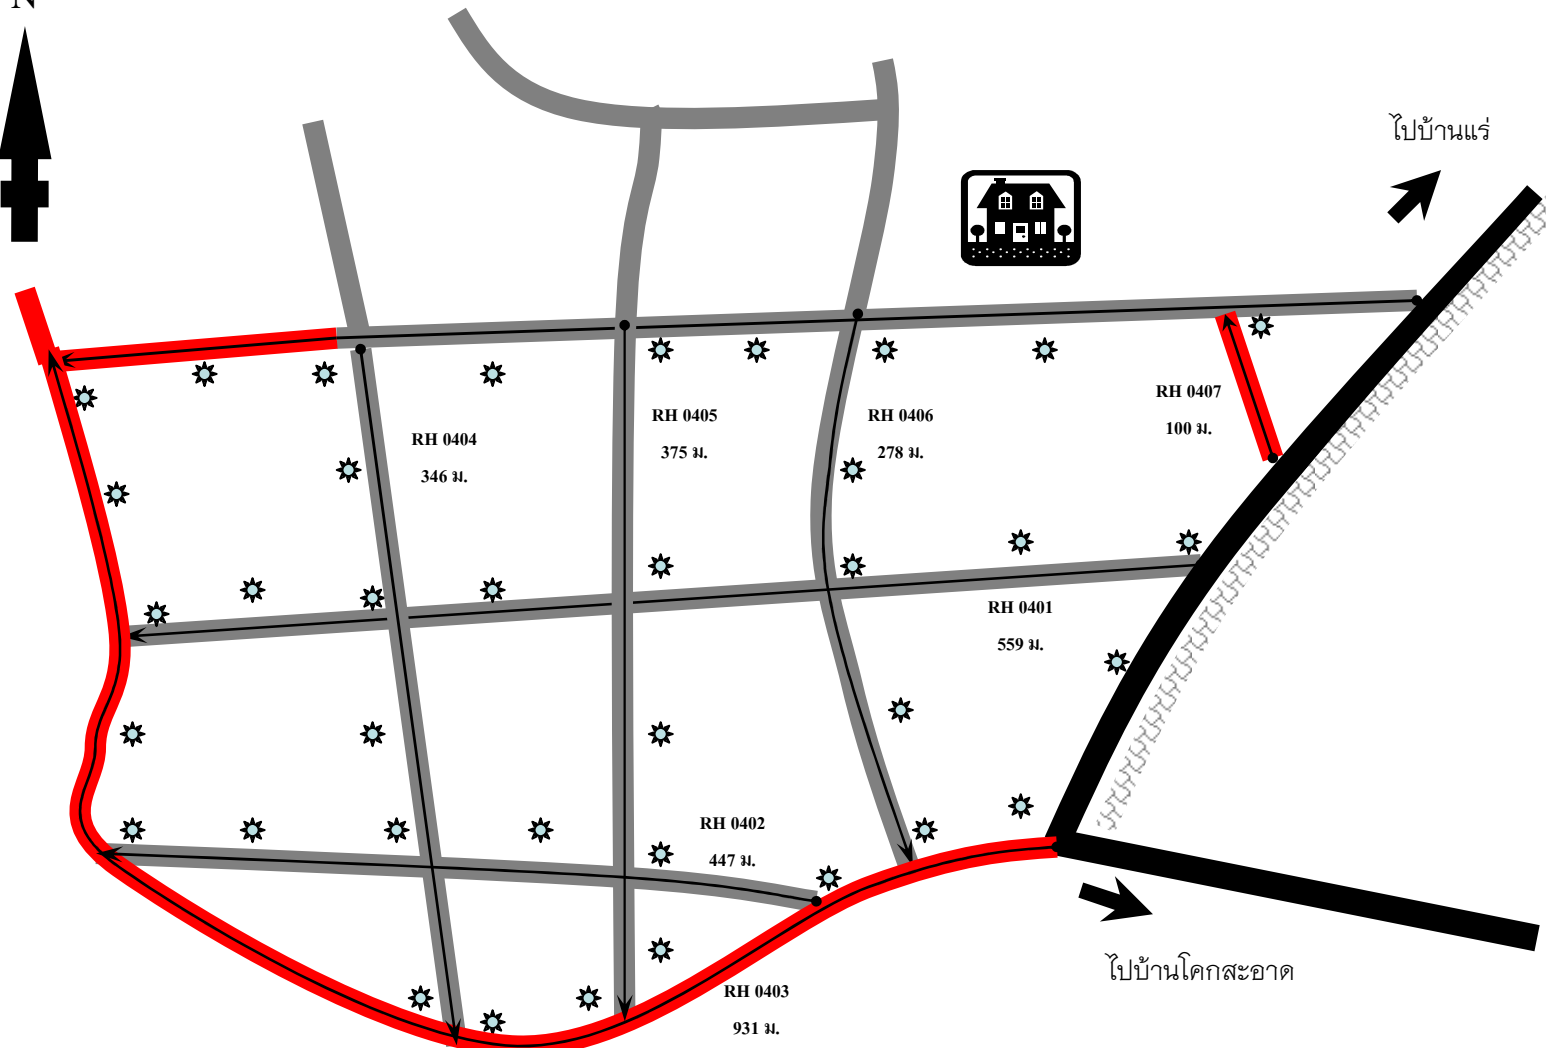 N
ไปบ้านแร่
RH 0407
100 ม.
RH 0404
346 ม.
RH 0405
375 ม.
RH 0406
278 ม.
RH 0401
559 ม.
RH 0402
447 ม.
ไปบ้านโคกสะอาด
RH 0403
931 ม.